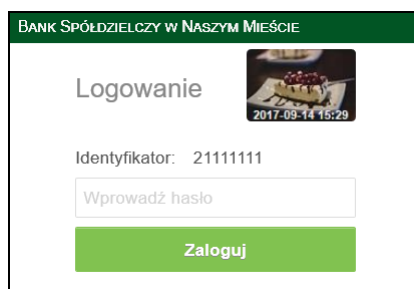 Bank Spółdzielczy w Naszym Mieście
Logowanie
2017-09-14 15:29
Identyfikator: 21111111
Wprowadź hasło
Zaloguj